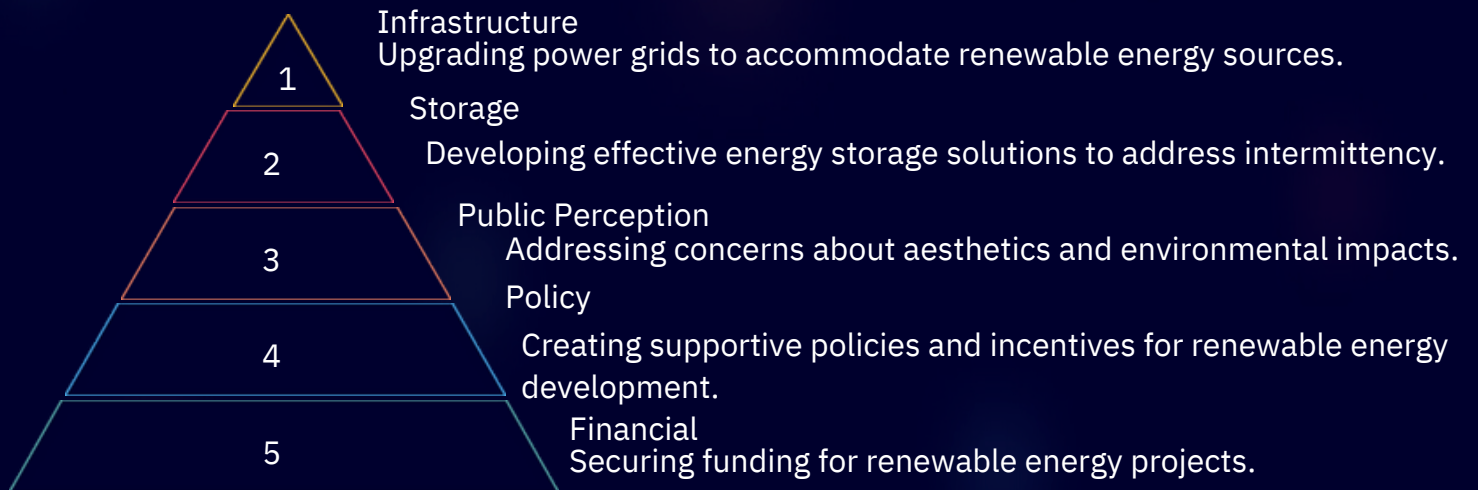 Infrastructure
Upgrading power grids to accommodate renewable energy sources.
1
Storage
Developing effective energy storage solutions to address intermittency.
2
Public Perception
Addressing concerns about aesthetics and environmental impacts.
3
Policy
Creating supportive policies and incentives for renewable energy
development.
4
Financial
Securing funding for renewable energy projects.
5